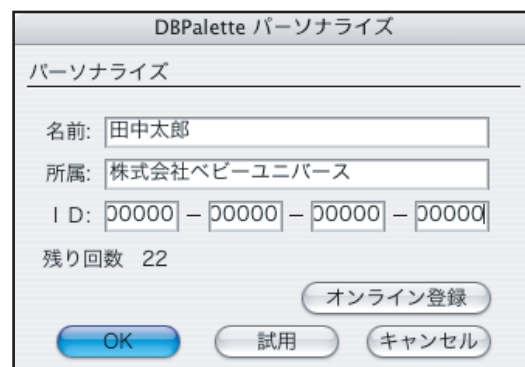 DBPalette パーソナライズ
パーソナライズ
名前: 田中太郎
所属: 株式会社ベビーユニバース
ID: 00000 – 00000 – 00000 – 00000
残り回数 22
オンライン登録
OK 試用 キャンセル